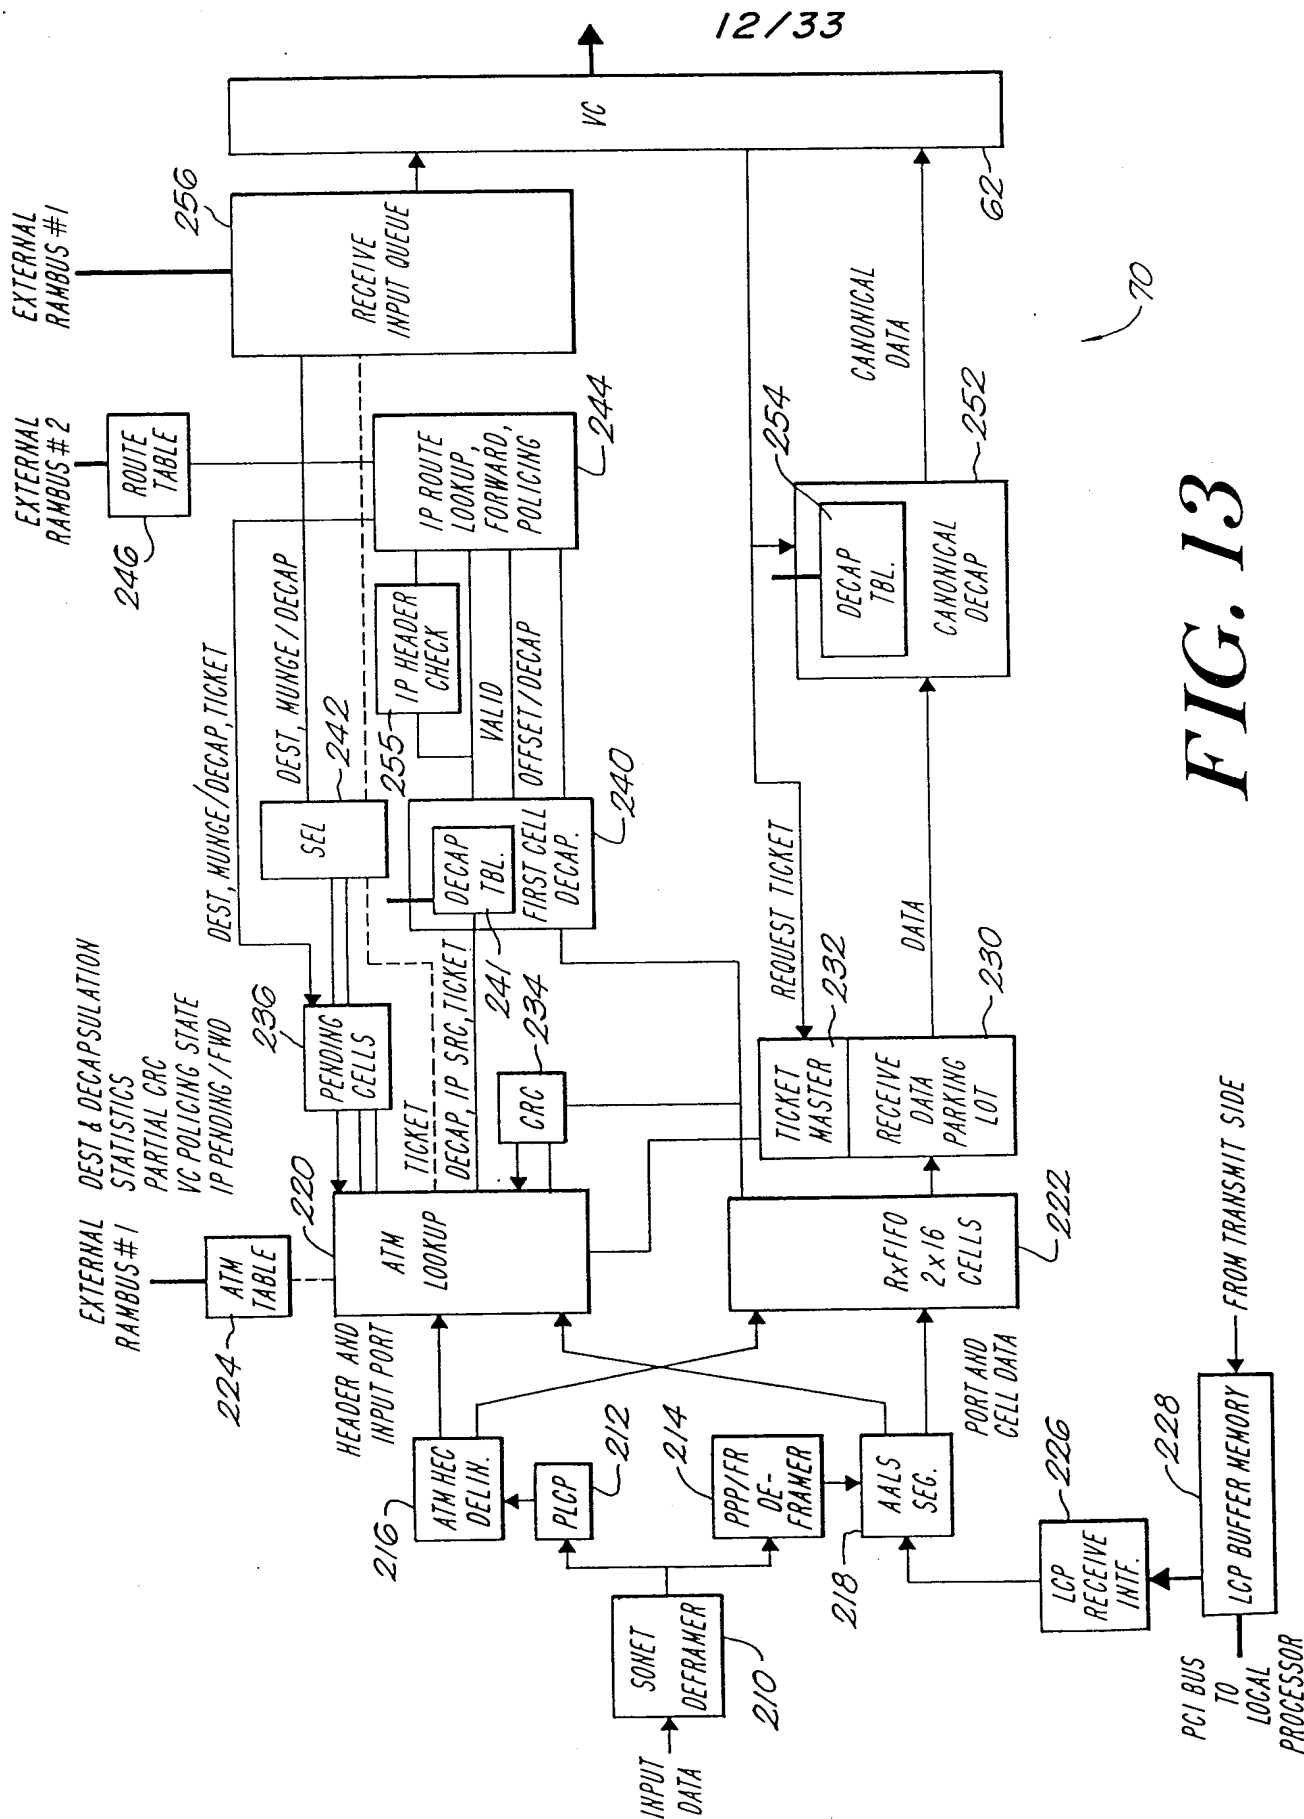 12/33
EXTERNAL
RAMBUS #1
256
RECEIVE
INPUT QUEUE
VC
62
EXTERNAL
RAMBUS #2
ROUTE
TABLE
246
IP ROUTE
LOOKUP,
FORWARD,
POLICING
244
DEST, MUNGE/DECAP, TICKET
DEST, MUNGE/DECAP
SEL
242
IP HEADER
CHECK
255
VALID
OFFSET/DECAP
DECAP
TBL.
241
FIRST CELL
DECAP.
240
EXTERNAL
RAMBUS #1
DEST & DECAPSULATION
STATISTICS
PARTIAL CRC
VC POLICING STATE
IP PENDING/FWD
236
PENDING
CELLS
TICKET
DECAP, IP SRC, TICKET
234
CRC
224
ATM
TABLE
220
ATM
LOOKUP
HEADER AND
INPUT PORT
REQUEST TICKET
232
TICKET
MASTER
RECEIVE
DATA
PARKING
LOT
230
DATA
254
DECAP
TBL.
CANONICAL
DECAP
252
CANONICAL
DATA
70
RxFIFO
2x16
CELLS
222
PORT AND
CELL DATA
216
ATM HEC
DELIN.
PLCP
212
214
PPP/FR
DE-
FRAMER
218
AALS
SEG.
SONET
DEFRAMER
210
INPUT
DATA
226
LCP
RECEIVE
INTF.
228
LCP BUFFER MEMORY
FROM TRANSMIT SIDE
PCI BUS
TO
LOCAL
PROCESSOR
FIG. 13